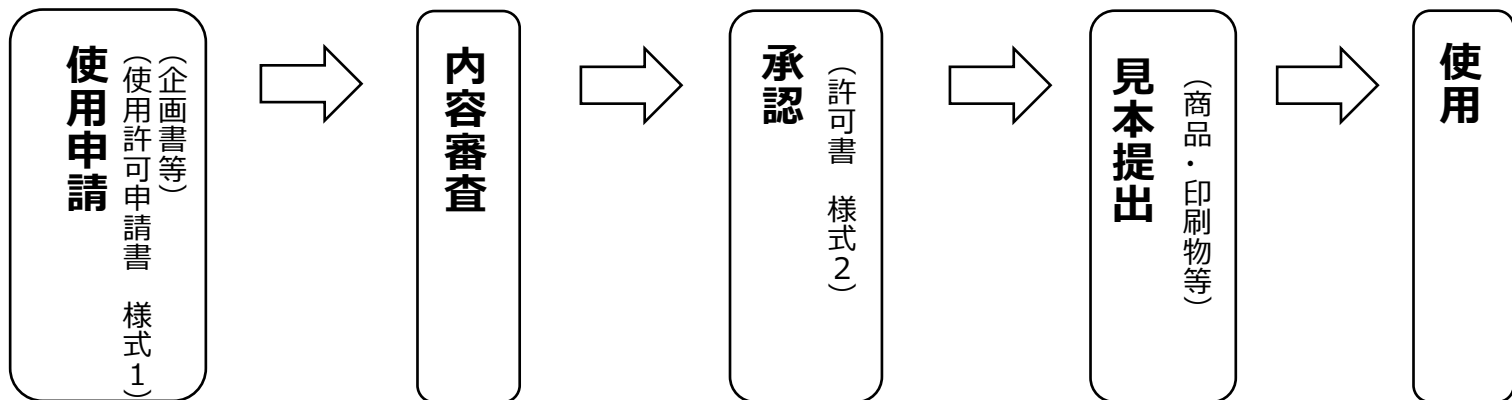 使用申請
(使用許可申請書　様式1)
(企画書等)
内容審査
承認
(許可書　様式2)
見本提出
(商品・印刷物等)
使用